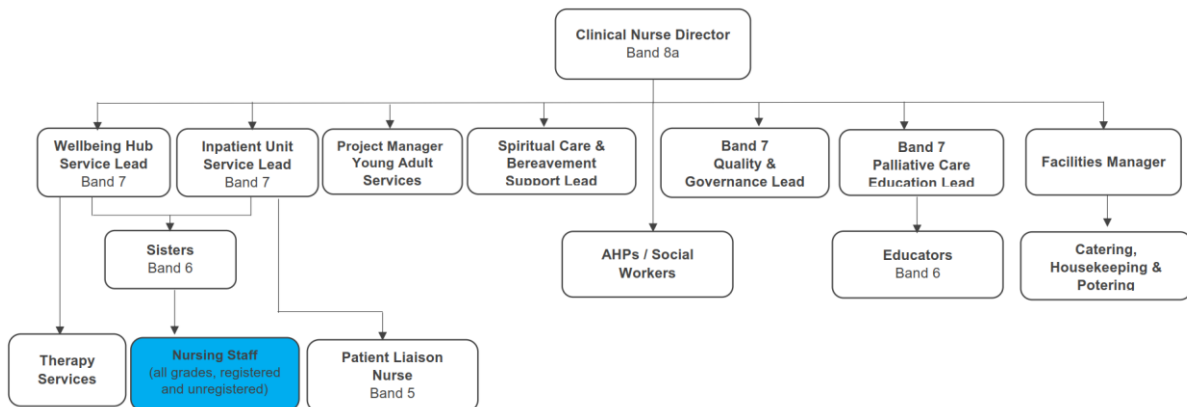 Clinical Nurse Director
Band 8a
Wellbeing Hub
Service Lead
Band 7
Inpatient Unit
Service Lead
Band 7
Project Manager
Young Adult
Services
Spiritual Care &
Bereavement
Support Lead
Band 7
Quality &
Governance Lead
Band 7
Palliative Care
Education Lead
Facilities Manager
Sisters
Band 6
AHPs / Social
Workers
Educators
Band 6
Catering,
Housekeeping &
Potering
Therapy
Services
Nursing Staff
(all grades, registered
and unregistered)
Patient Liaison
Nurse
Band 5